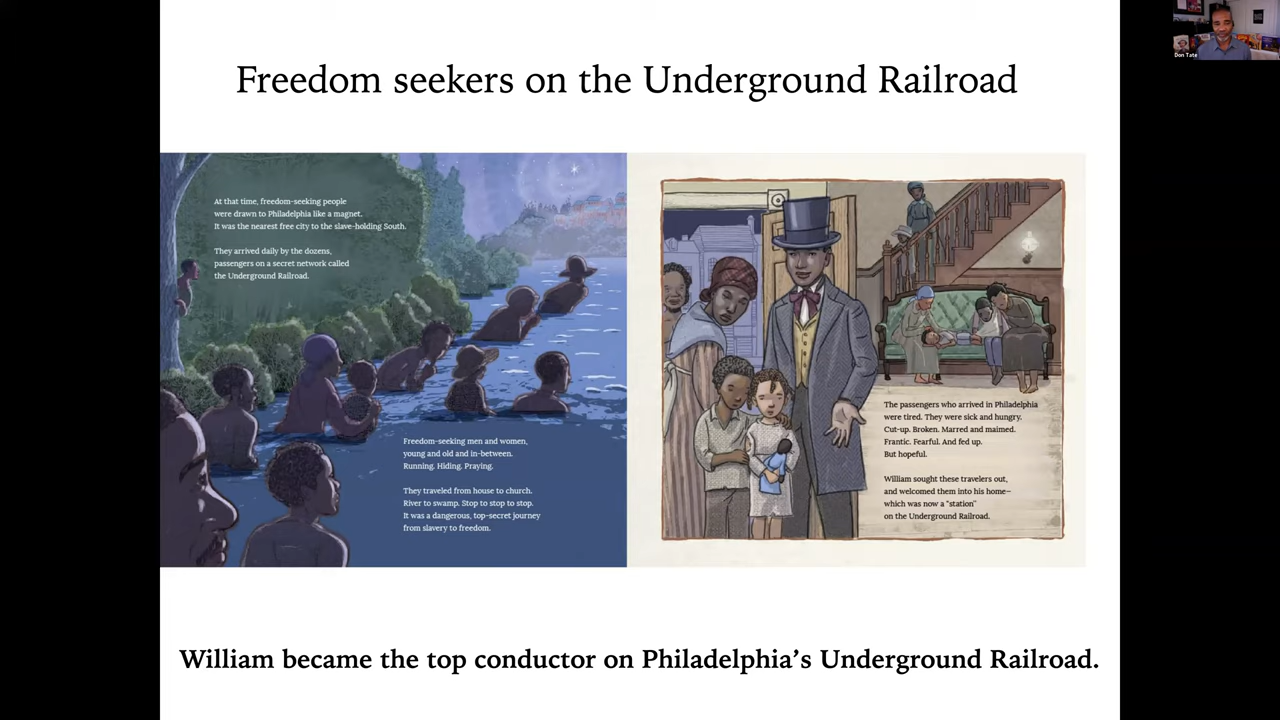 Freedom seekers on the Underground Railroad
Don Tate
At that time, freedom-seeking people
were drawn to Philadelphia like a magnet.
It was the nearest free city to the slave-holding South.
They arrived daily by the dozens,
passengers on a secret network called
the Underground Railroad.
Freedom-seeking men and women,
young and old and in-between.
Running. Hiding. Praying.
They traveled from house to church.
River to swamp. Stop to stop to stop.
It was a dangerous, top-secret journey
from slavery to freedom.
The passengers who arrived in Philadelphia
were tired. They were sick and hungry.
Cut-up. Broken. Marred and maimed.
Frantic. Fearful. And fed up.
But hopeful.
William sought these travelers out,
and welcomed them into his home—
which was now a "station"
on the Underground Railroad.
William became the top conductor on Philadelphia's Underground Railroad.